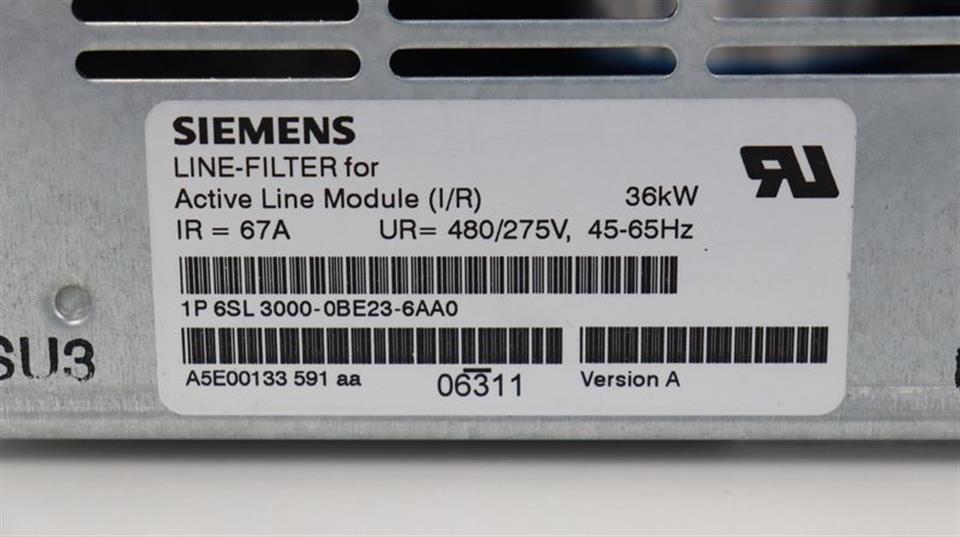 SIEMENS
LINE-FILTER for
Active Line Module (I/R) 36kW
IR = 67A UR= 480/275V, 45-65Hz
1P 6SL 3000-0BE23-6AA0
A5E00133 591 aa 06311 Version A
SU3